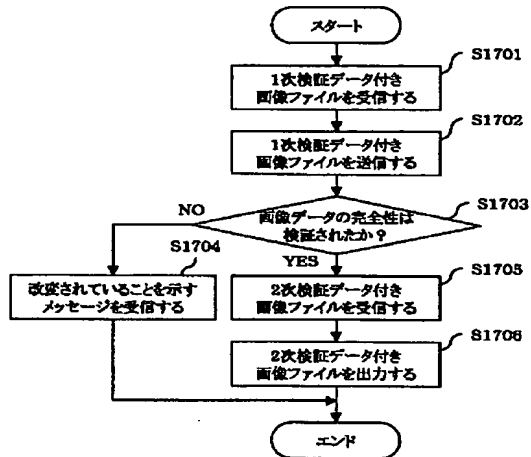 スタート
S1701
1次検証データ付き
画像ファイルを受信する
S1702
1次検証データ付き
画像ファイルを送信する
S1703
画像データの完全性は
検証されたか？
NO
YES
S1704
改変されていることを示す
メッセージを受信する
S1705
2次検証データ付き
画像ファイルを受信する
S1706
2次検証データ付き
画像ファイルを出力する
エンド